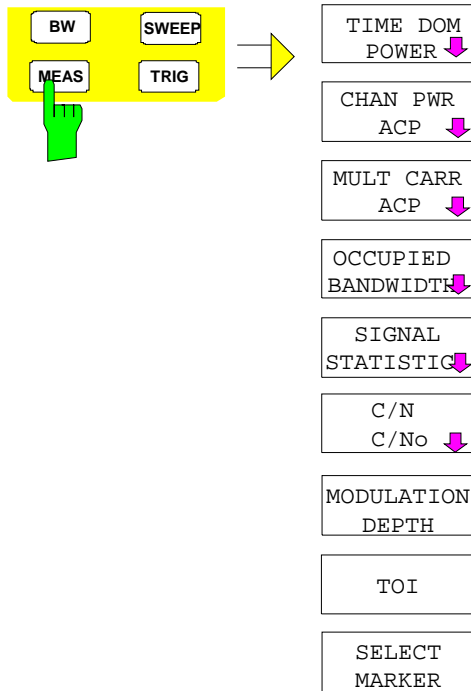 BW
SWEEP
MEAS
TRIG
TIME DOM
POWER
CHAN PWR
ACP
MULT CARR
ACP
OCCUPIED
BANDWIDTH
SIGNAL
STATISTIC
C/N
C/No
MODULATION
DEPTH
TOI
SELECT
MARKER